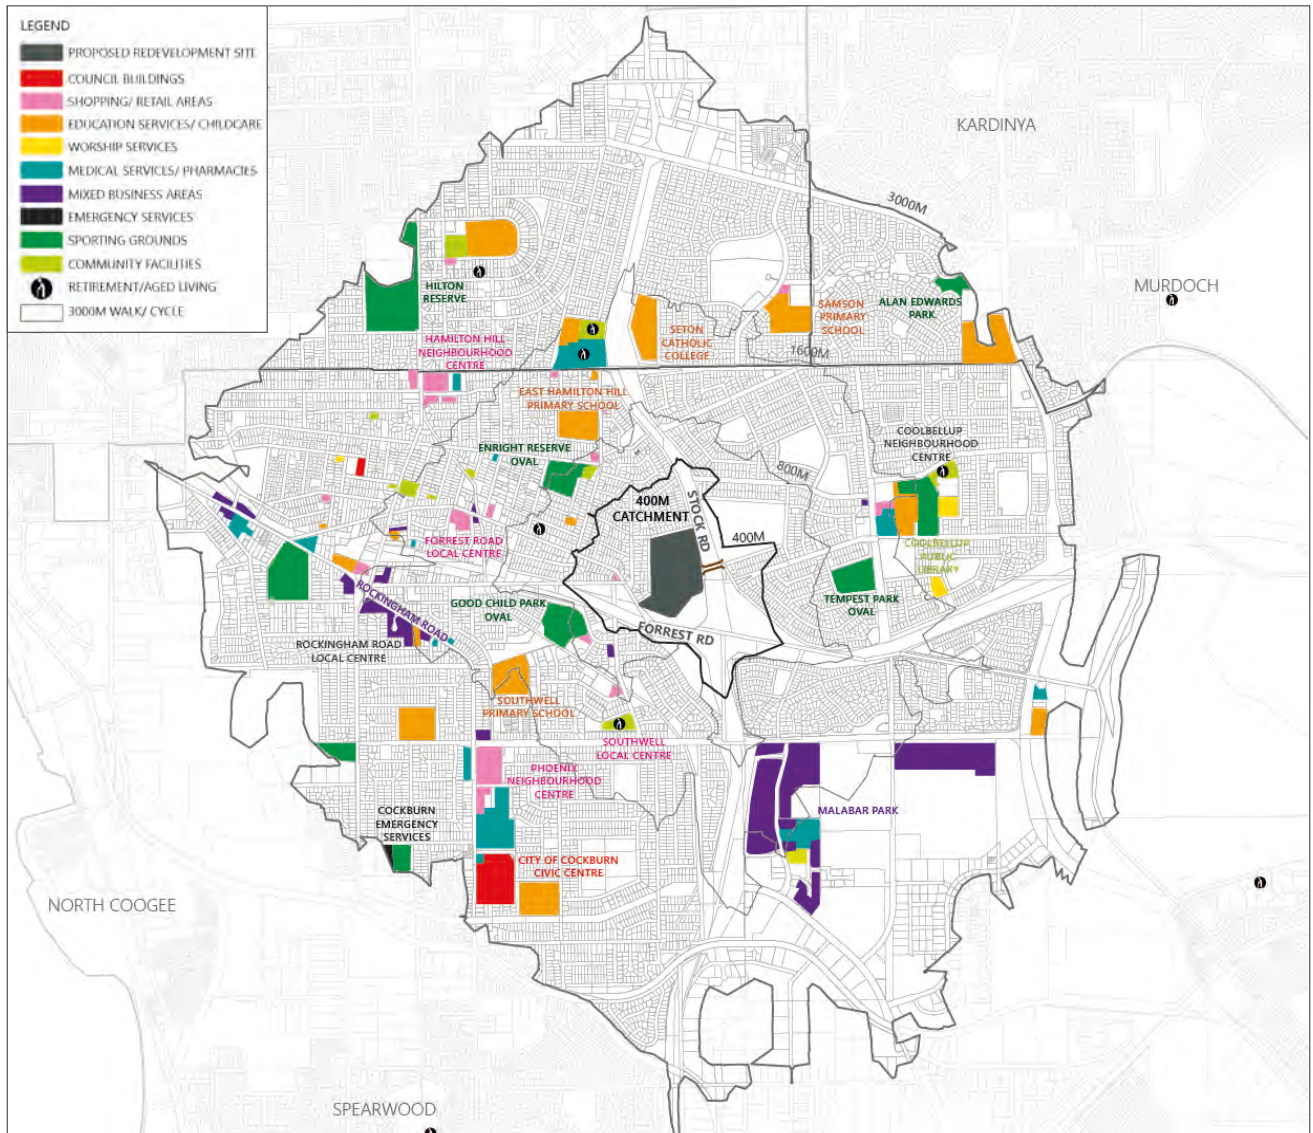 LEGEND
PROPOSED REDEVELOPMENT SITE
COUNCIL BUILDINGS
SHOPPING/ RETAIL AREAS
EDUCATION SERVICES/ CHILDCARE
WORSHIP SERVICES
MEDICAL SERVICES/ PHARMACIES
MIXED BUSINESS AREAS
EMERGENCY SERVICES
SPORTING GROUNDS
COMMUNITY FACILITIES
RETIREMENT/AGED LIVING
3000M WALK/ CYCLE
KARDINYA
3000M
MURDOCH
HILTON
RESERVE
ALAN EDWARDS
PARK
SAMSON
PRIMARY
SCHOOL
SETON
CATHOLIC
COLLEGE
1600M
HAMILTON HILL
NEIGHBOURHOOD
CENTRE
EAST HAMILTON HILL
PRIMARY SCHOOL
ENRIGHT RESERVE
OVAL
COOLBELLUP
NEIGHBOURHOOD
CENTRE
800M
400M
CATCHMENT
STOCK RD
400M
FORREST ROAD
LOCAL CENTRE
COOLBELLUP
PUBLIC
LIBRARY
TEMPEST PARK
OVAL
ROCKINGHAM ROAD
GOOD CHILD PARK
OVAL
FORREST RD
ROCKINGHAM ROAD
LOCAL CENTRE
SOUTHWELL
PRIMARY SCHOOL
SOUTHWELL
LOCAL CENTRE
PHOENIX
NEIGHBOURHOOD
CENTRE
MALABAR PARK
COCKBURN
EMERGENCY
SERVICES
CITY OF COCKBURN
CIVIC CENTRE
NORTH COOGEE
SPEARWOOD